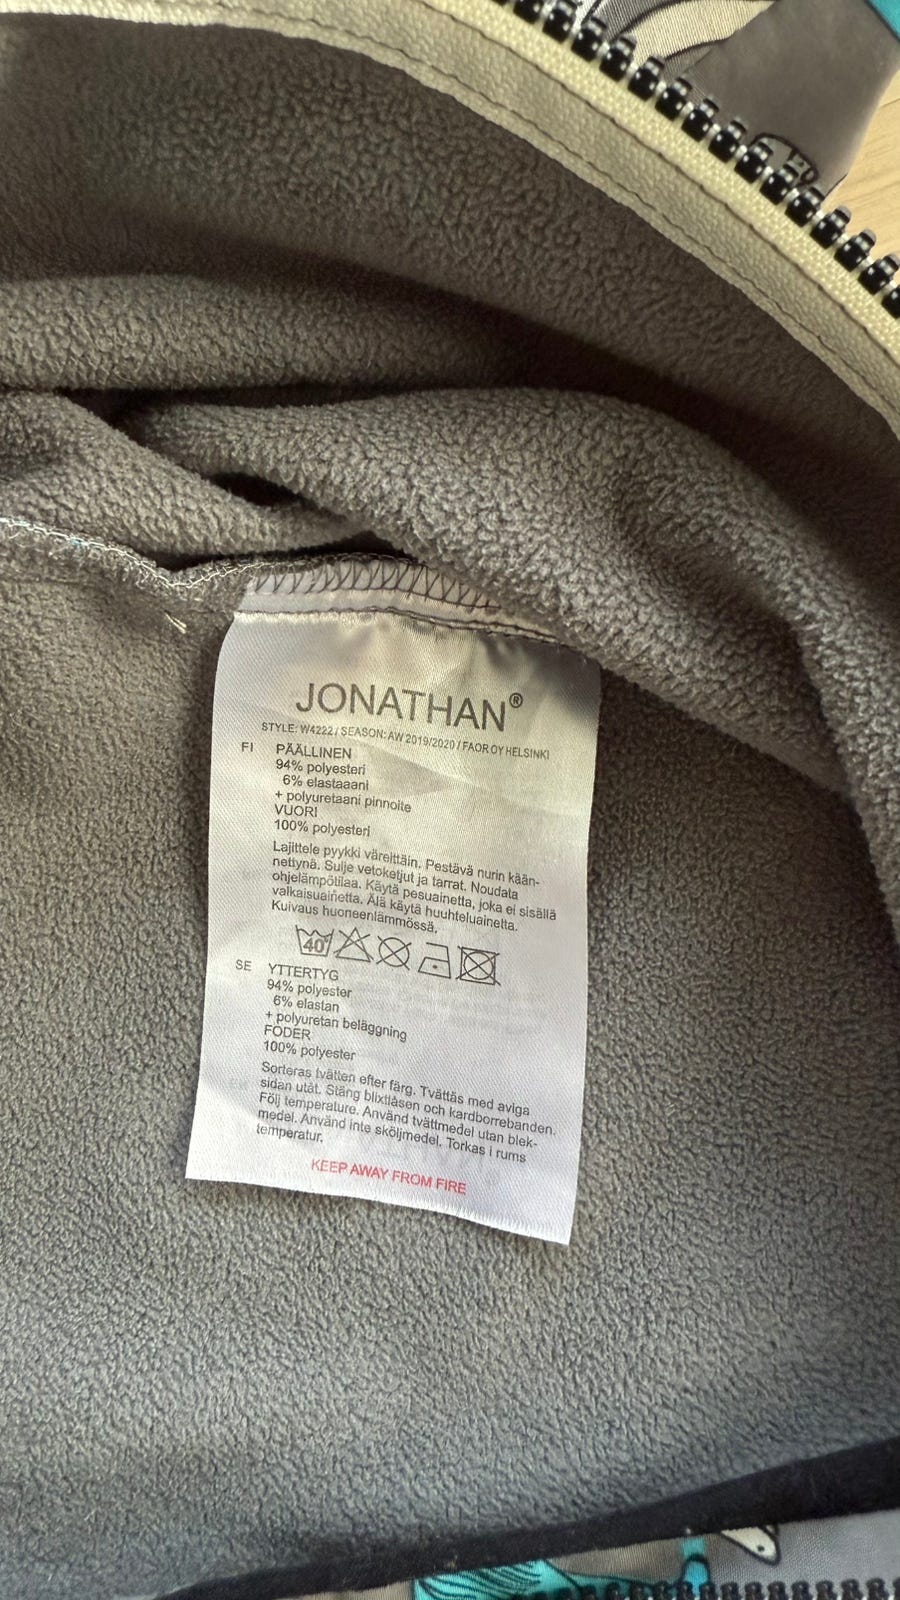 JONATHAN®
STYLE: W4222 / SEASON: AW 2019/2020 / FAOR OY HELSINKI
FI PÄÄLLINEN
94% polyesteri
6% elastaaani
+ polyuretaani pinnoite
VUORI
100% polyesteri
Lajittele pyykki väreittäin. Pestävä nurin kään-
nettynä. Sulje vetoketjut ja tarrat. Noudata
ohjelämpötilaa. Käytä pesuainetta, joka ei sisällä
valkaisuainetta. Älä käytä huuhteluainetta.
Kuivaus huoneenlämmössä.
40°
SE YTTERTYG
94% polyester
6% elastan
+ polyuretan beläggning
FODER
100% polyester
Sorteras tvätten efter färg. Tvättäs med aviga
sidan utåt. Stäng blixtlåsen och kardborrebanden.
Följ temperature. Använd tvättmedel utan blek-
medel. Använd inte sköljmedel. Torkas i rums
temperatur.
KEEP AWAY FROM FIRE